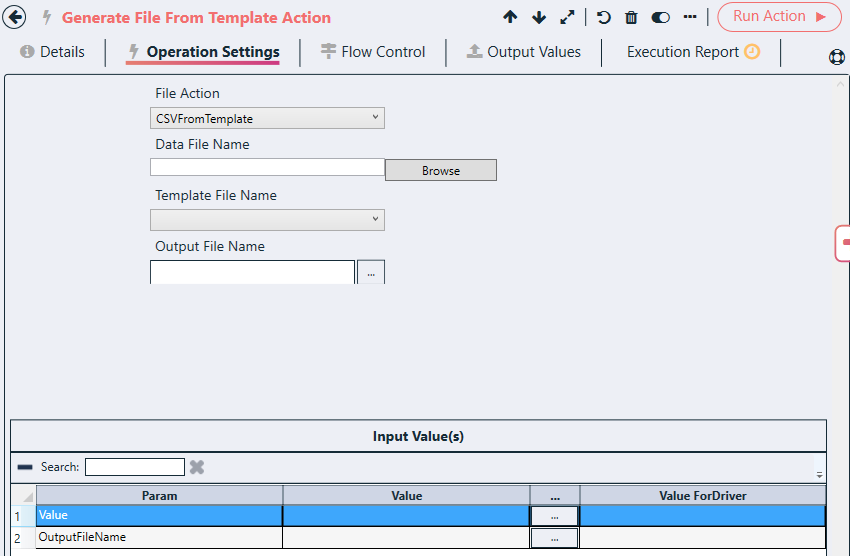 Generate File From Template Action
Run Action
Details
Operation Settings
Flow Control
Output Values
Execution Report
File Action
CSVFromTemplate
Data File Name
Browse
Template File Name
Output File Name
...
Input Value(s)
Search:
Param Value ... Value ForDriver
1 Value ...
2 OutputFileName ...